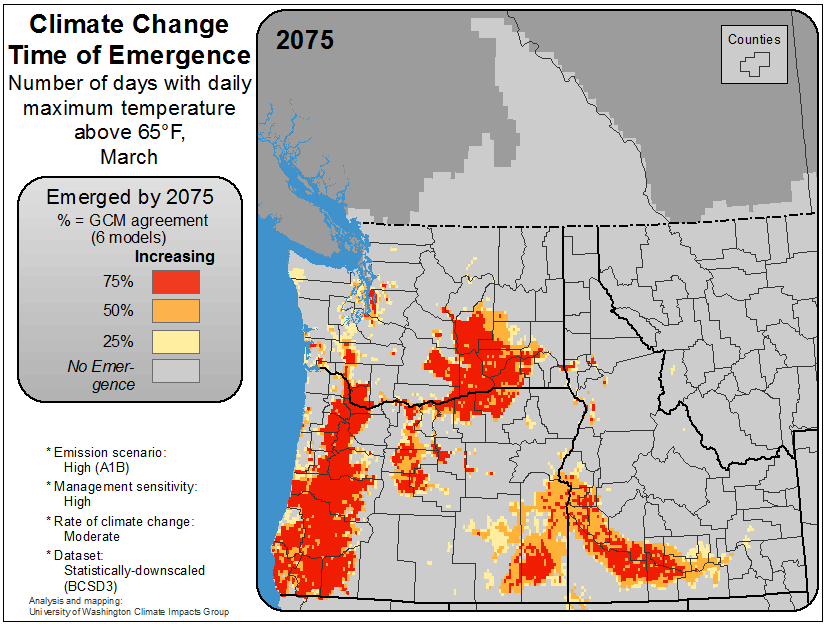 Climate Change
Time of Emergence
Number of days with daily
maximum temperature
above 65°F,
March
Emerged by 2075
% = GCM agreement
(6 models)
Increasing
75%
50%
25%
No Emer-
gence
* Emission scenario:
High (A1B)
* Management sensitivity:
High
* Rate of climate change:
Moderate
* Dataset:
Statistically-downscaled
(BCSD3)
Analysis and mapping:
University of Washington Climate Impacts Group
2075
Counties